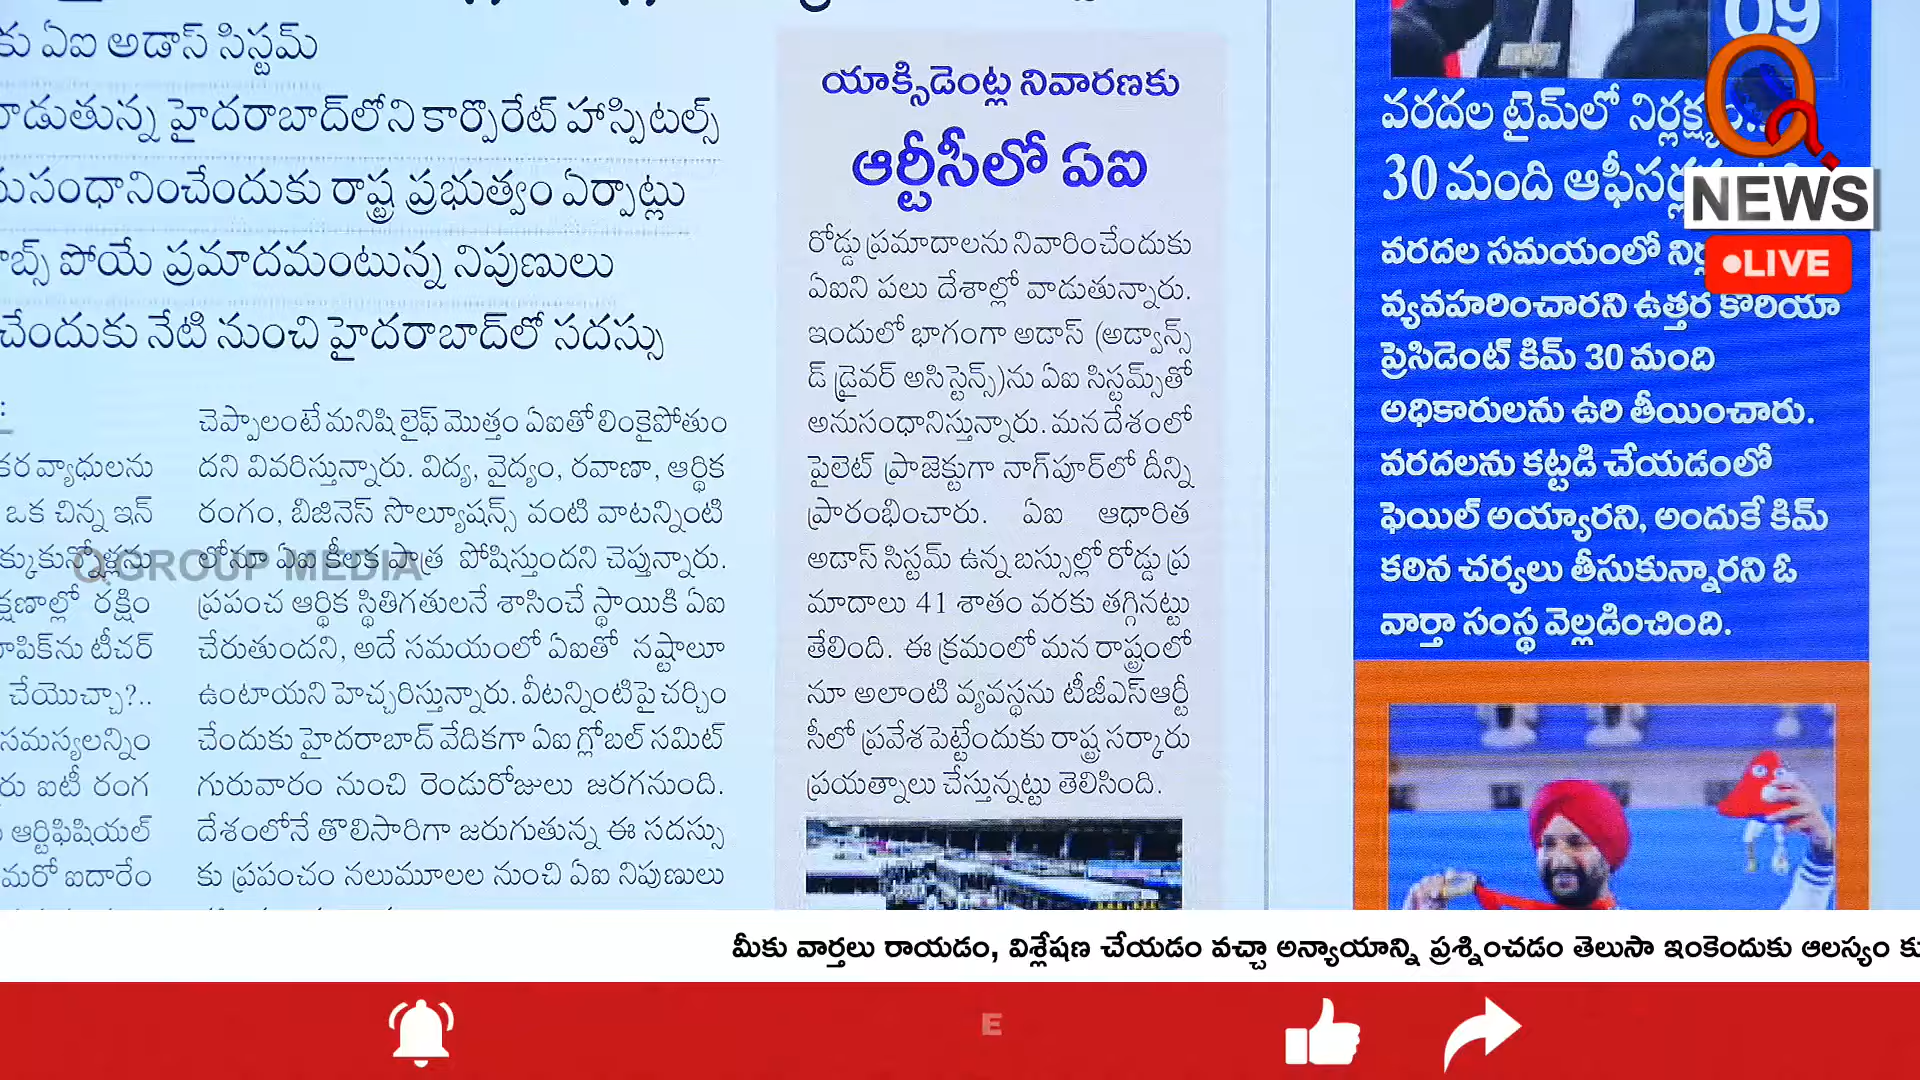 కు ఏఐ అడాస్ సిస్టమ్
వాడుతున్న హైదరాబాద్‌లోని కార్పొరేట్ హాస్పిటల్స్
నుసంధానించేందుకు రాష్ట్ర ప్రభుత్వం ఏర్పాట్లు
పోయే ప్రమాదమంటున్న నిపుణులు
చేందుకు నేటి నుంచి హైదరాబాద్‌లో సదస్సు
కర వ్యాధులను
ఒక చిన్న ఇన్
క్షణాల్లో రక్షిం
టీచర్
చేయొచ్చా?..
సమస్యలన్నిం
రు ఐటీ రంగ
ఆర్టిఫిషియల్
మరో ఐదారేం
చెప్పాలంటే మనిషి లైఫ్ మొత్తం ఏఐతో లింకైపోతుం
దని వివరిస్తున్నారు. విద్య, వైద్యం, రవాణా, ఆర్థిక
రంగం, బిజినెస్ సొల్యూషన్స్ వంటి వాటన్నింటి
లోనూ ఏఐ కీలక పాత్ర పోషిస్తుందని చెప్తున్నారు.
ప్రపంచ ఆర్థిక స్థితిగతులనే శాసించే స్థాయికి ఏఐ
చేరుతుందని, అదే సమయంలో ఏఐతో నష్టాలూ
ఉంటాయని హెచ్చరిస్తున్నారు. వీటన్నింటిపై చర్చిం
చేందుకు హైదరాబాద్ వేదికగా ఏఐ గ్లోబల్ సమిట్
గురువారం నుంచి రెండురోజులు జరగనుంది.
దేశంలోనే తొలిసారిగా జరుగుతున్న ఈ సదస్సు
కు ప్రపంచం నలుమూలల నుంచి ఏఐ నిపుణులు
Q GROUP MEDIA
యాక్సిడెంట్ల నివారణకు
ఆర్టీసీలో ఏఐ
రోడ్డు ప్రమాదాలను నివారించేందుకు
ఏఐని పలు దేశాల్లో వాడుతున్నారు.
ఇందులో భాగంగా అడాస్ (అడ్వాన్స్
డ్ డ్రైవర్ అసిస్టెన్స్)ను ఏఐ సిస్టమ్స్‌తో
అనుసంధానిస్తున్నారు. మన దేశంలో
పైలెట్ ప్రాజెక్టుగా నాగ్‌పూర్‌లో దీన్ని
ప్రారంభించారు. ఏఐ ఆధారిత
అడాస్ సిస్టమ్ ఉన్న బస్సుల్లో రోడ్డు ప్ర
మాదాలు 41 శాతం వరకు తగ్గినట్టు
తేలింది. ఈ క్రమంలో మన రాష్ట్రంలో
నూ అలాంటి వ్యవస్థను టీజీఎస్ఆర్టీ
సీలో ప్రవేశపెట్టేందుకు రాష్ట్ర సర్కారు
ప్రయత్నాలు చేస్తున్నట్టు తెలిసింది.
09
వరదల టైమ్‌లో నిర్లక్ష్యం..
30 మంది
వరదల సమయంలో
వ్యవహరించారని ఉత్తర కొరియా
ప్రెసిడెంట్ కిమ్ 30 మంది
అధికారులను ఉరి తీయించారు.
వరదలను కట్టడి చేయడంలో
ఫెయిల్ అయ్యారని, అందుకే కిమ్
కఠిన చర్యలు తీసుకున్నారని ఓ
వార్తా సంస్థ వెల్లడించింది.
Q
NEWS
LIVE
మీకు వార్తలు రాయడం, విశ్లేషణ చేయడం వచ్చా అన్యాయాన్ని ప్రశ్నించడం తెలుసా ఇంకెందుకు ఆలస్యం
E